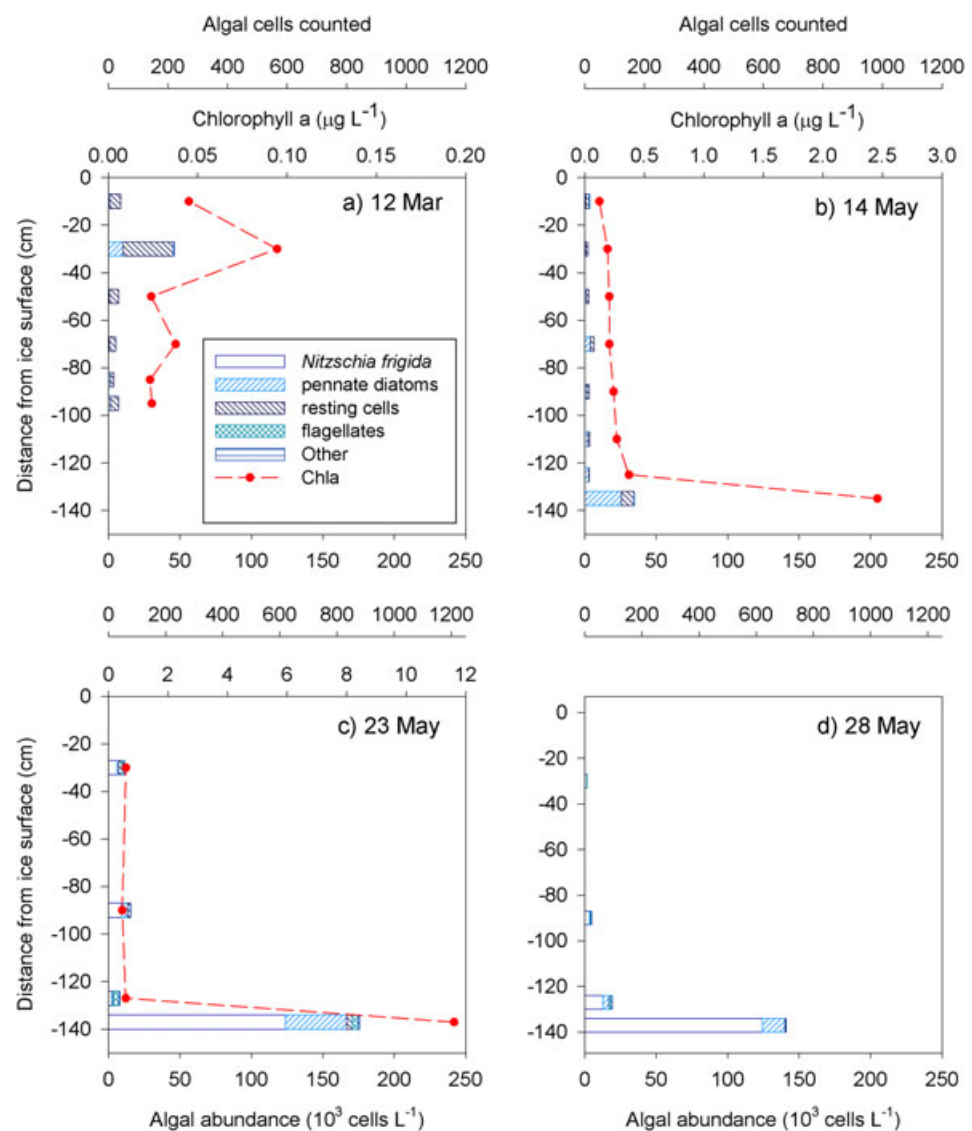 Algal cells counted
Algal cells counted
0 200 400 600 800 1000 1200
0 200 400 600 800 1000 1200
Chlorophyll a (µg L⁻¹)
Chlorophyll a (µg L⁻¹)
0.00 0.05 0.10 0.15 0.20
0.0 0.5 1.0 1.5 2.0 2.5 3.0
Distance from ice surface (cm)
0
-20
-40
-60
-80
-100
-120
-140
a) 12 Mar
Nitzschia frigida
pennate diatoms
resting cells
flagellates
Other
Chla
0 50 100 150 200 250
0
-20
-40
-60
-80
-100
-120
-140
b) 14 May
0 50 100 150 200 250
0 200 400 600 800 1000 1200
0 2 4 6 8 10 12
Distance from ice surface (cm)
0
-20
-40
-60
-80
-100
-120
-140
c) 23 May
0 50 100 150 200 250
Algal abundance (10³ cells L⁻¹)
0 200 400 600 800 1000 1200
0
-20
-40
-60
-80
-100
-120
-140
d) 28 May
0 50 100 150 200 250
Algal abundance (10³ cells L⁻¹)